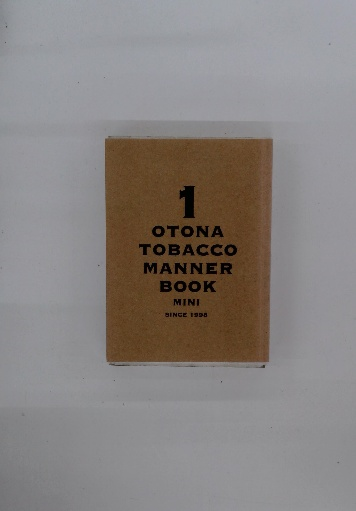 1
OTONA
TOBACCO
MANNER
BOOK
MINI
SINCE 1998